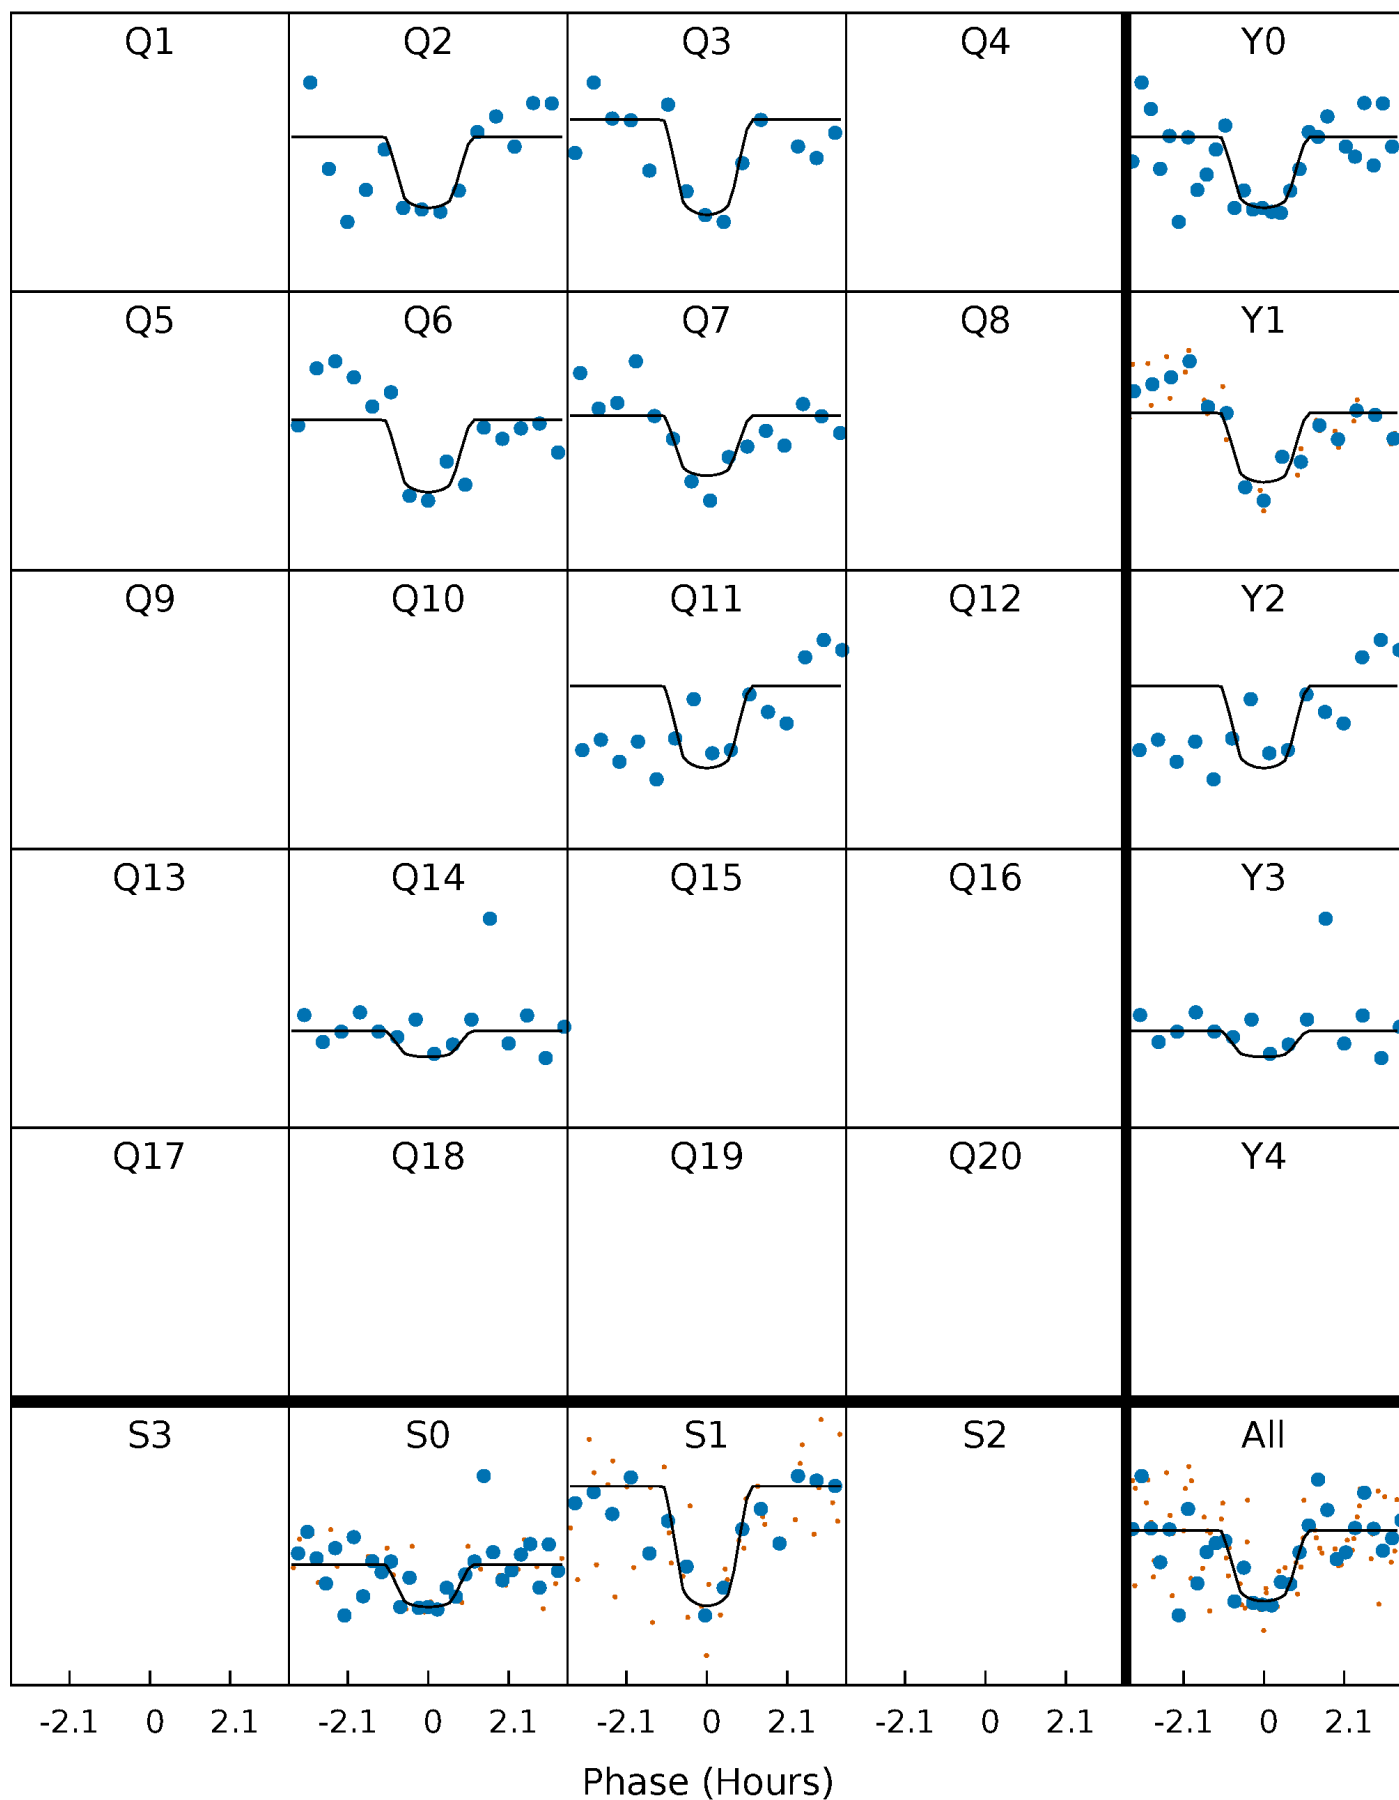 Q1 Q2 Q3 Q4 Y0
Q5 Q6 Q7 Q8 Y1
Q9 Q10 Q11 Q12 Y2
Q13 Q14 Q15 Q16 Y3
Q17 Q18 Q19 Q20 Y4
S3 S0 S1 S2 All
-2.1 0 2.1 -2.1 0 2.1 -2.1 0 2.1 -2.1 0 2.1 -2.1 0 2.1
Phase (Hours)